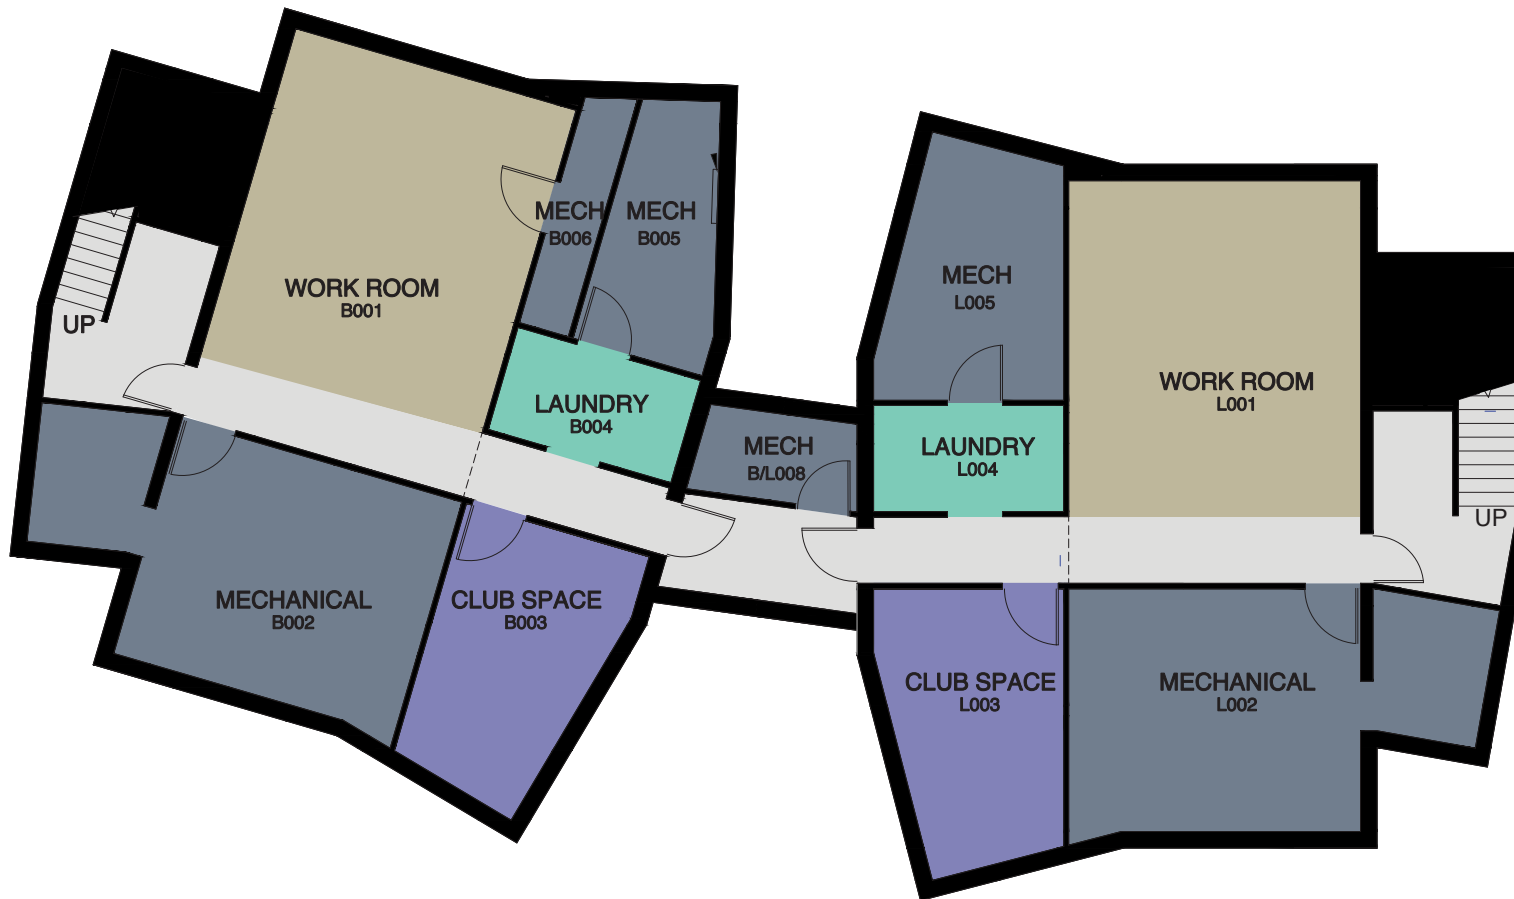 WORK ROOM
B001
MECH
B006
MECH
B005
UP
LAUNDRY
B004
MECH
B/L008
MECHANICAL
B002
CLUB SPACE
B003
MECH
L005
WORK ROOM
L001
LAUNDRY
L004
UP
CLUB SPACE
L003
MECHANICAL
L002